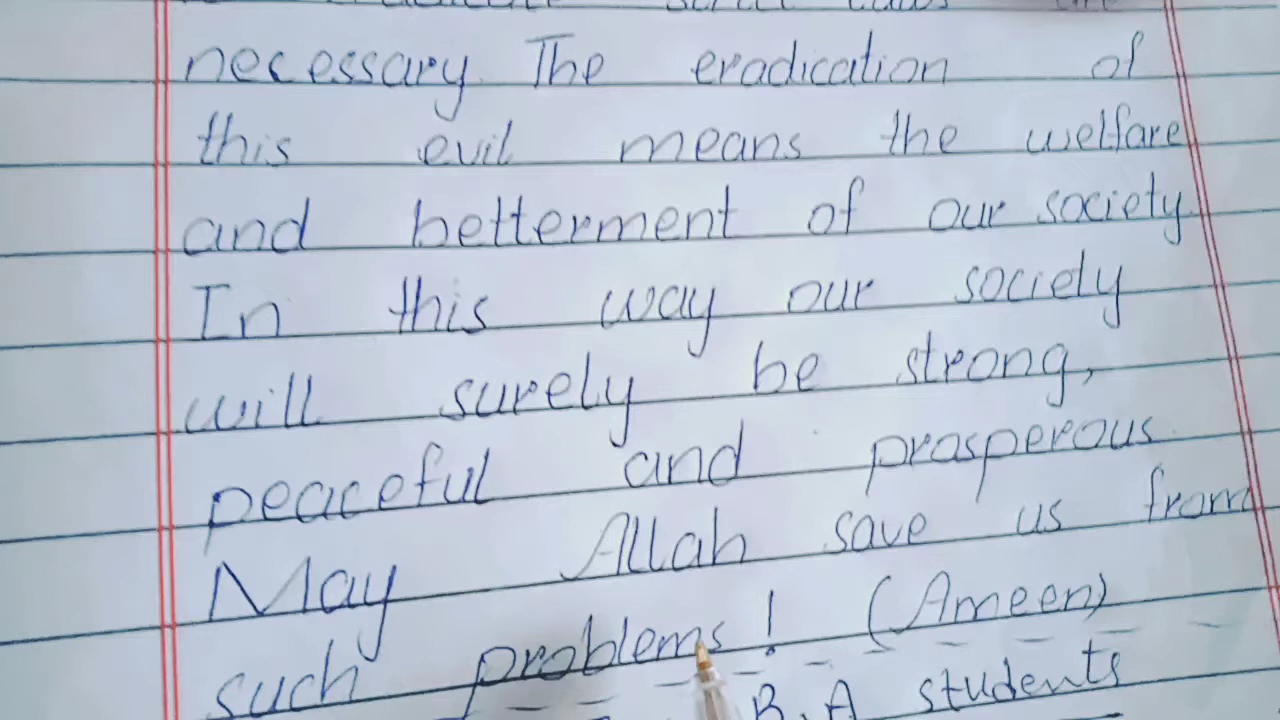 necessary. The eradication of
this evil means the welfare
and betterment of our society.
In this way our society
will surely be strong,
peaceful and prosperous.
May Allah save us from
such problems! (Ameen)
B.A students